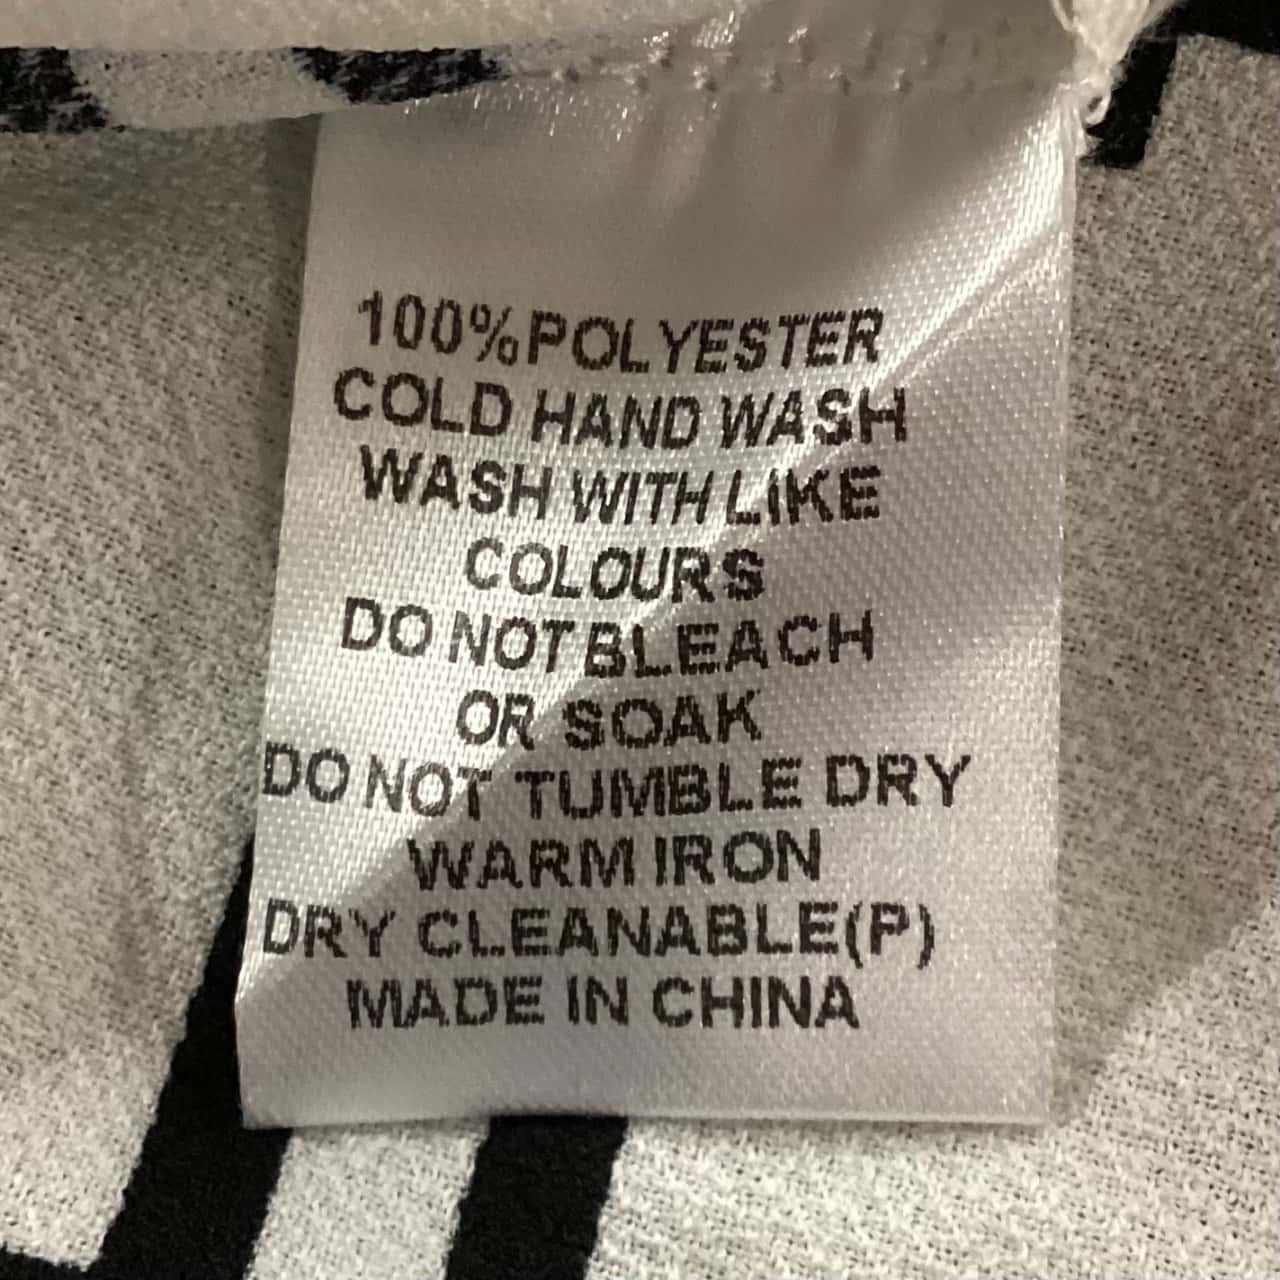 100%POLYESTER
COLD HAND WASH
WASH WITH LIKE
COLOURS
DO NOT BLEACH
OR SOAK
DO NOT TUMBLE DRY
WARM IRON
DRY CLEANABLE(P)
MADE IN CHINA